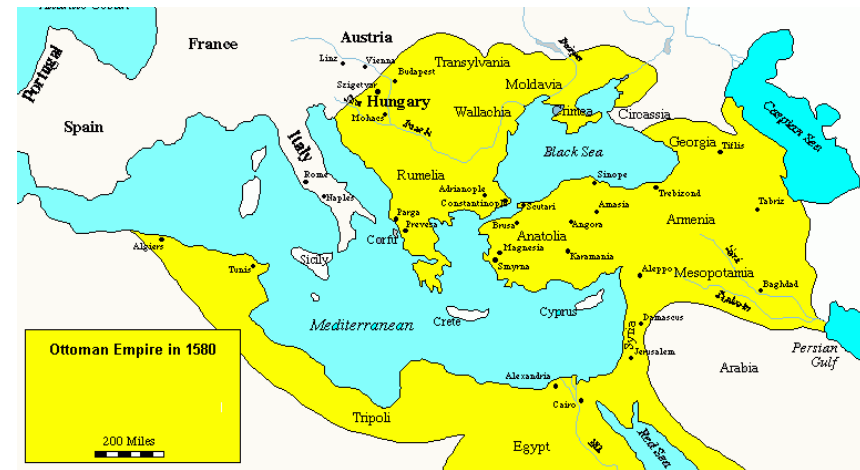 Atlantic Ocean
France
Austria
Linz
Vienna
Budapest
Transylvania
Portugal
Szigetvar
Moldavia
Hungary
Mohacs
Wallachia
Crimea
Circassia
Caspian Sea
Spain
Italy
Black Sea
Georgia
Tiflis
Rome
Naples
Rumelia
Adrianople
Constantinople
Sinope
Scutari
Trebizond
Tabriz
Amasia
Armenia
Parga
Preveza
Brusa
Angora
Anatolia
Corfu
Algiers
Magnesia
Karamania
Sicily
Tunis
Smyrna
Aleppo
Mesopotamia
Baghdad
Mediterranean
Crete
Cyprus
Syria
Damascus
Persian
Gulf
Jerusalem
Arabia
Ottoman Empire in 1580
Alexandria
Cairo
Tripoli
200 Miles
Egypt
Red Sea